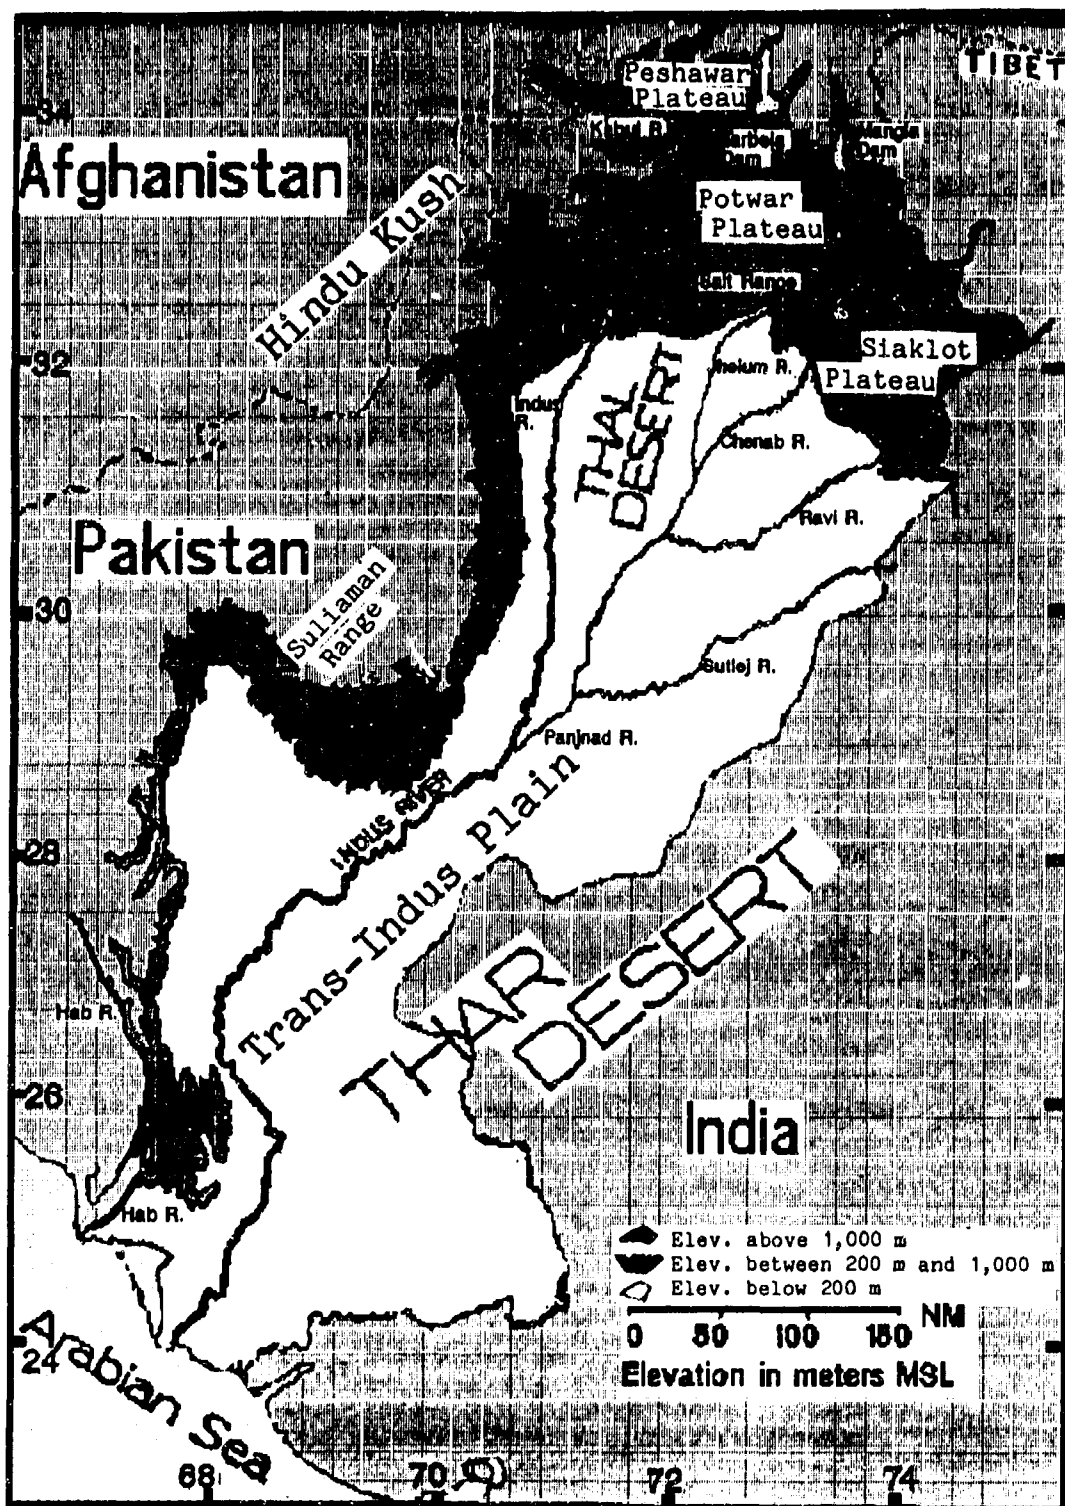 TIBET
Peshawar
Plateau
34
Kabul R.
Tarbela
Dam
Mangla
Dam
Afghanistan
Potwar
Plateau
Hindu Kush
Salt Range
32
Siaklot
Plateau
Jhelum R.
Indus
R.
THAL
DESERT
Chenab R.
Ravi R.
Pakistan
30
Suliaman
Range
Sutlej R.
Panjnad R.
INDUS RIVER
Trans-Indus Plain
28
THAR
DESERT
Hab R.
26
India
Hab R.
Elev. above 1,000 m
Elev. between 200 m and 1,000 m
Elev. below 200 m
0 50 100 150 NM
Elevation in meters MSL
24
Arabian Sea
68 70 72 74